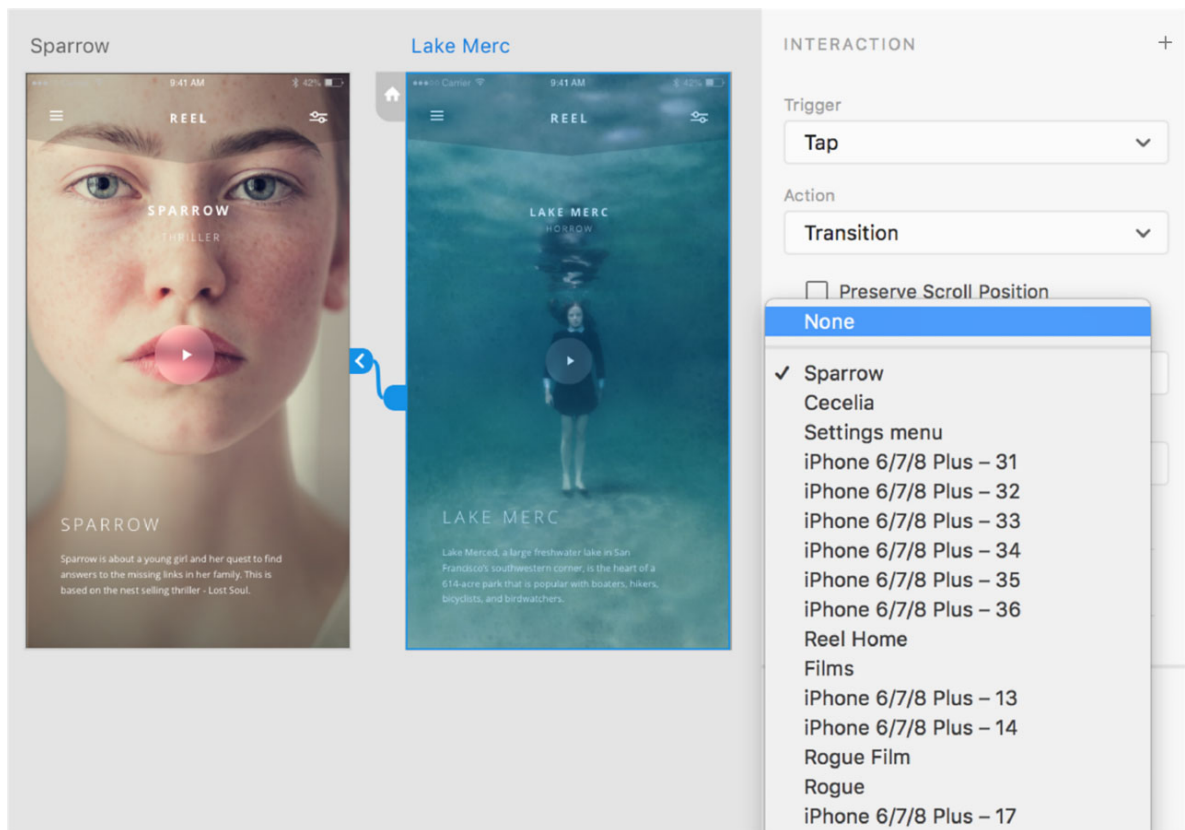 Sparrow
Lake Merc
9:41 AM
42%
REEL
SPARROW
THRILLER
SPARROW
Sparrow is about a young girl and her quest to find
answers to the missing links in her family. This is
based on the nest selling thriller - Lost Soul.
Carrier
9:41 AM
42%
REEL
LAKE MERC
HORROW
LAKE MERC
Lake Merced, a large freshwater lake in San
Francisco's southwestern corner, is the heart of a
614-acre park that is popular with boaters, hikers,
bicyclists, and birdwatchers.
INTERACTION
Trigger
Tap
Action
Transition
Preserve Scroll Position
None
Sparrow
Cecelia
Settings menu
iPhone 6/7/8 Plus – 31
iPhone 6/7/8 Plus – 32
iPhone 6/7/8 Plus – 33
iPhone 6/7/8 Plus – 34
iPhone 6/7/8 Plus – 35
iPhone 6/7/8 Plus – 36
Reel Home
Films
iPhone 6/7/8 Plus – 13
iPhone 6/7/8 Plus – 14
Rogue Film
Rogue
iPhone 6/7/8 Plus – 17